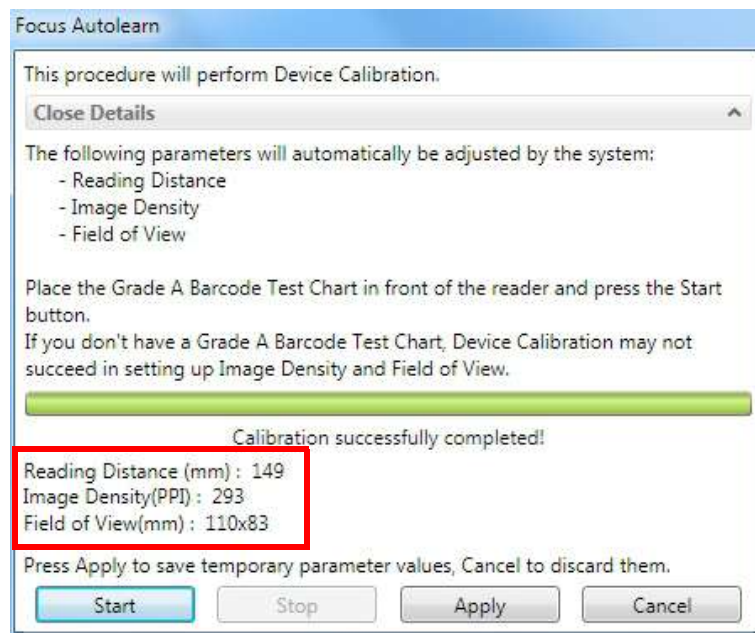 Focus Autolearn
This procedure will perform Device Calibration.
Close Details
The following parameters will automatically be adjusted by the system:
- Reading Distance
- Image Density
- Field of View
Place the Grade A Barcode Test Chart in front of the reader and press the Start
button.
If you don't have a Grade A Barcode Test Chart, Device Calibration may not
succeed in setting up Image Density and Field of View.
Calibration successfully completed!
Reading Distance (mm) : 149
Image Density(PPI) : 293
Field of View(mm) : 110x83
Press Apply to save temporary parameter values, Cancel to discard them.
Start Stop Apply Cancel